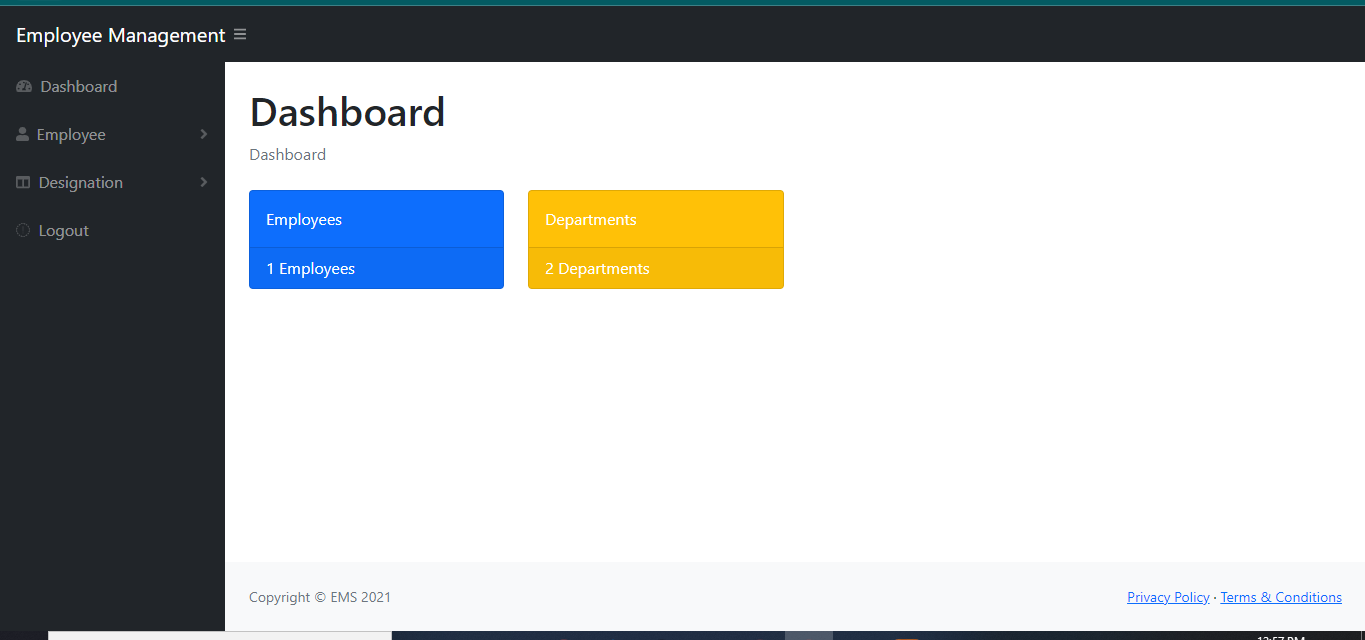 Employee Management
Dashboard
Employee
Designation
Logout
Dashboard
Dashboard
Employees
1 Employees
Departments
2 Departments
Copyright © EMS 2021
Privacy Policy · Terms & Conditions